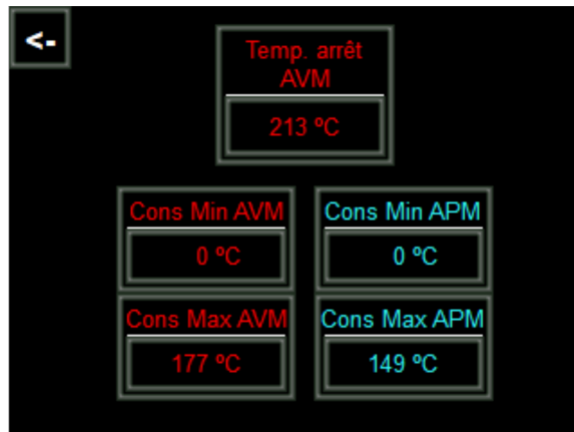 <-
Temp. arrêt
AVM
213 ºC
Cons Min AVM
Cons Min APM
0 ºC
0 ºC
Cons Max AVM
Cons Max APM
177 ºC
149 ºC